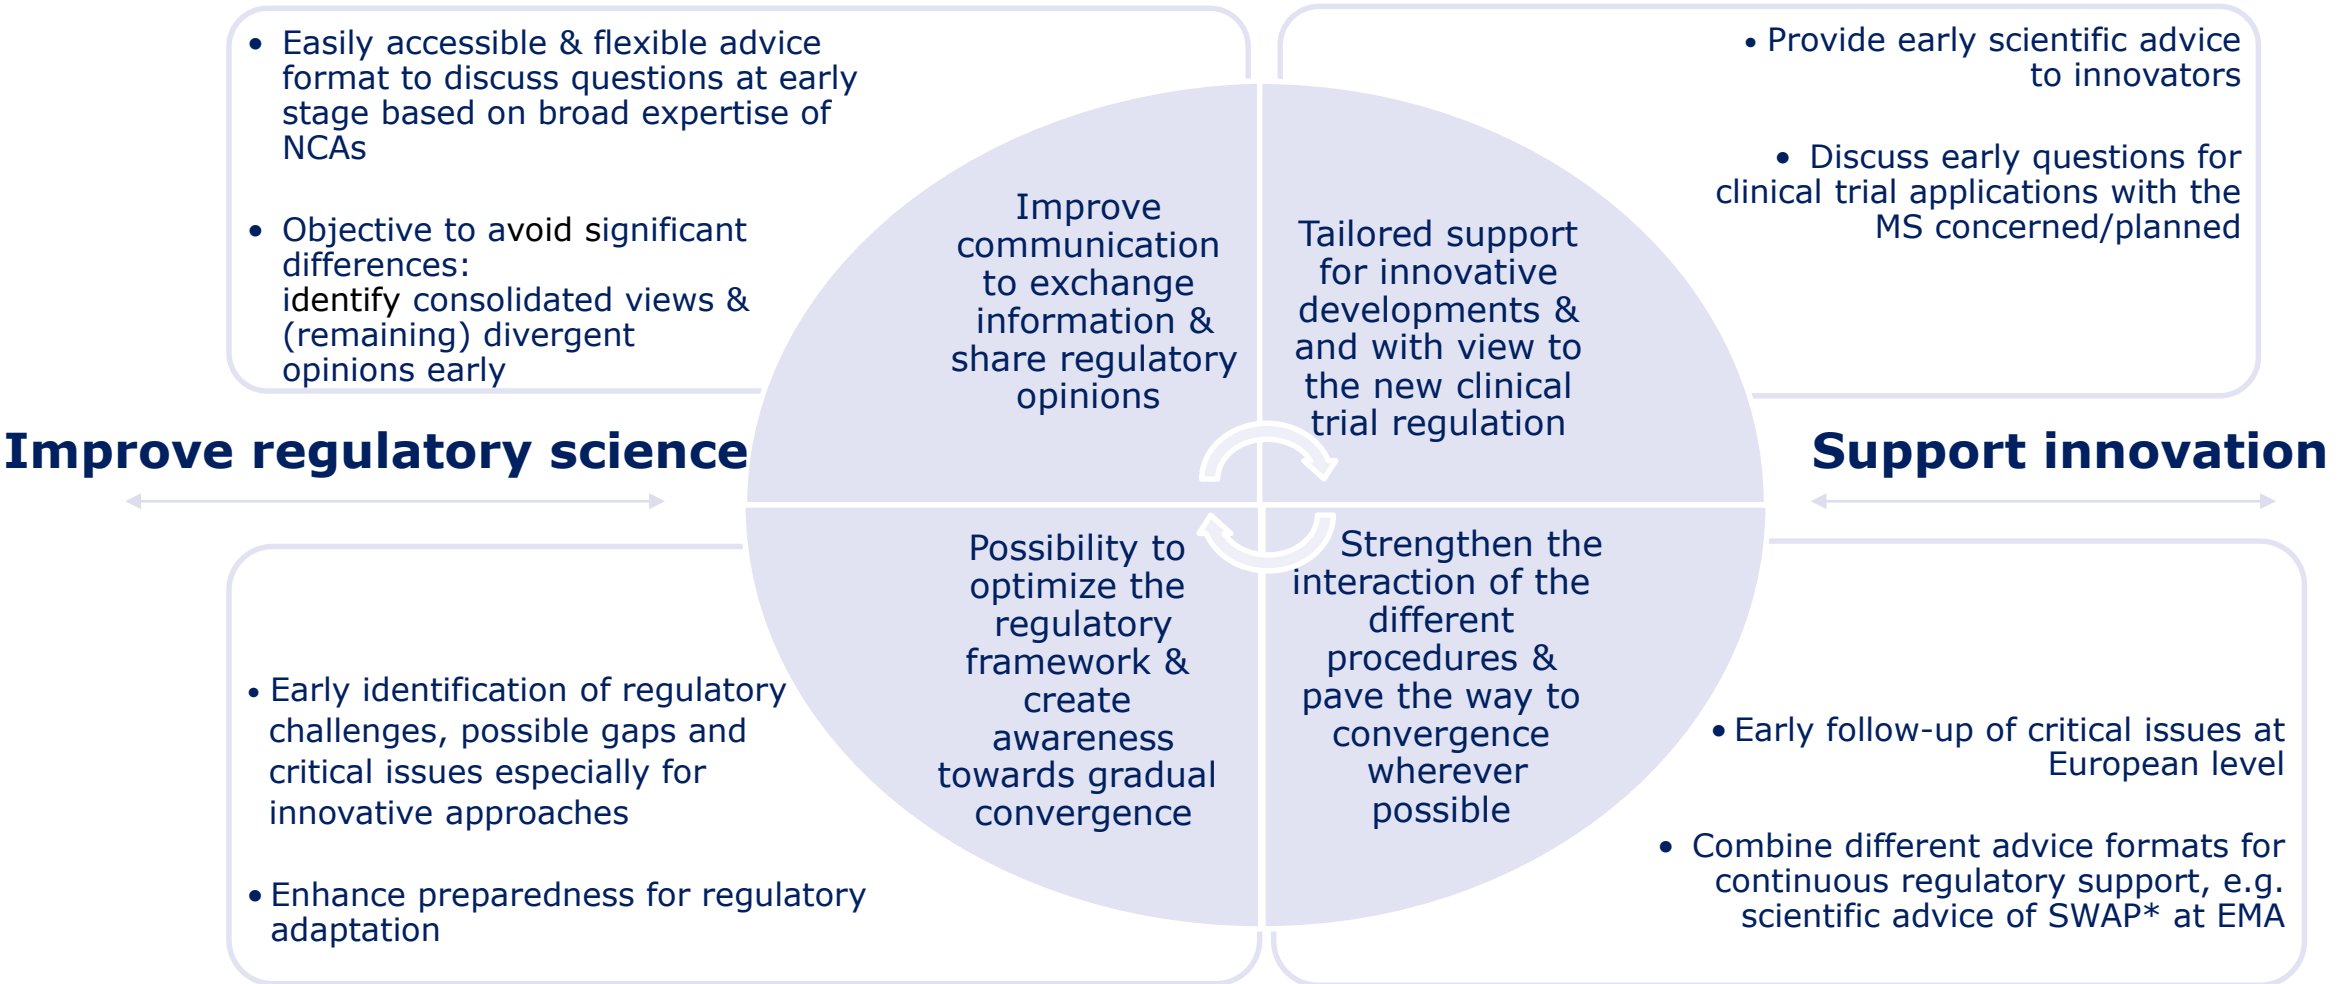 • Easily accessible & flexible advice
format to discuss questions at early
stage based on broad expertise of
NCAs
• Objective to avoid significant
differences:
identify consolidated views &
(remaining) divergent
opinions early
• Provide early scientific advice
to innovators
• Discuss early questions for
clinical trial applications with the
MS concerned/planned
Improve
communication
to exchange
information &
share regulatory
opinions
Tailored support
for innovative
developments &
and with view to
the new clinical
trial regulation
Improve regulatory science
Support innovation
Possibility to
optimize the
regulatory
framework &
create
awareness
towards gradual
convergence
Strengthen the
interaction of the
different
procedures &
pave the way to
convergence
wherever
possible
• Early identification of regulatory
challenges, possible gaps and
critical issues especially for
innovative approaches
• Enhance preparedness for regulatory
adaptation
• Early follow-up of critical issues at
European level
• Combine different advice formats for
continuous regulatory support, e.g.
scientific advice of SWAP* at EMA